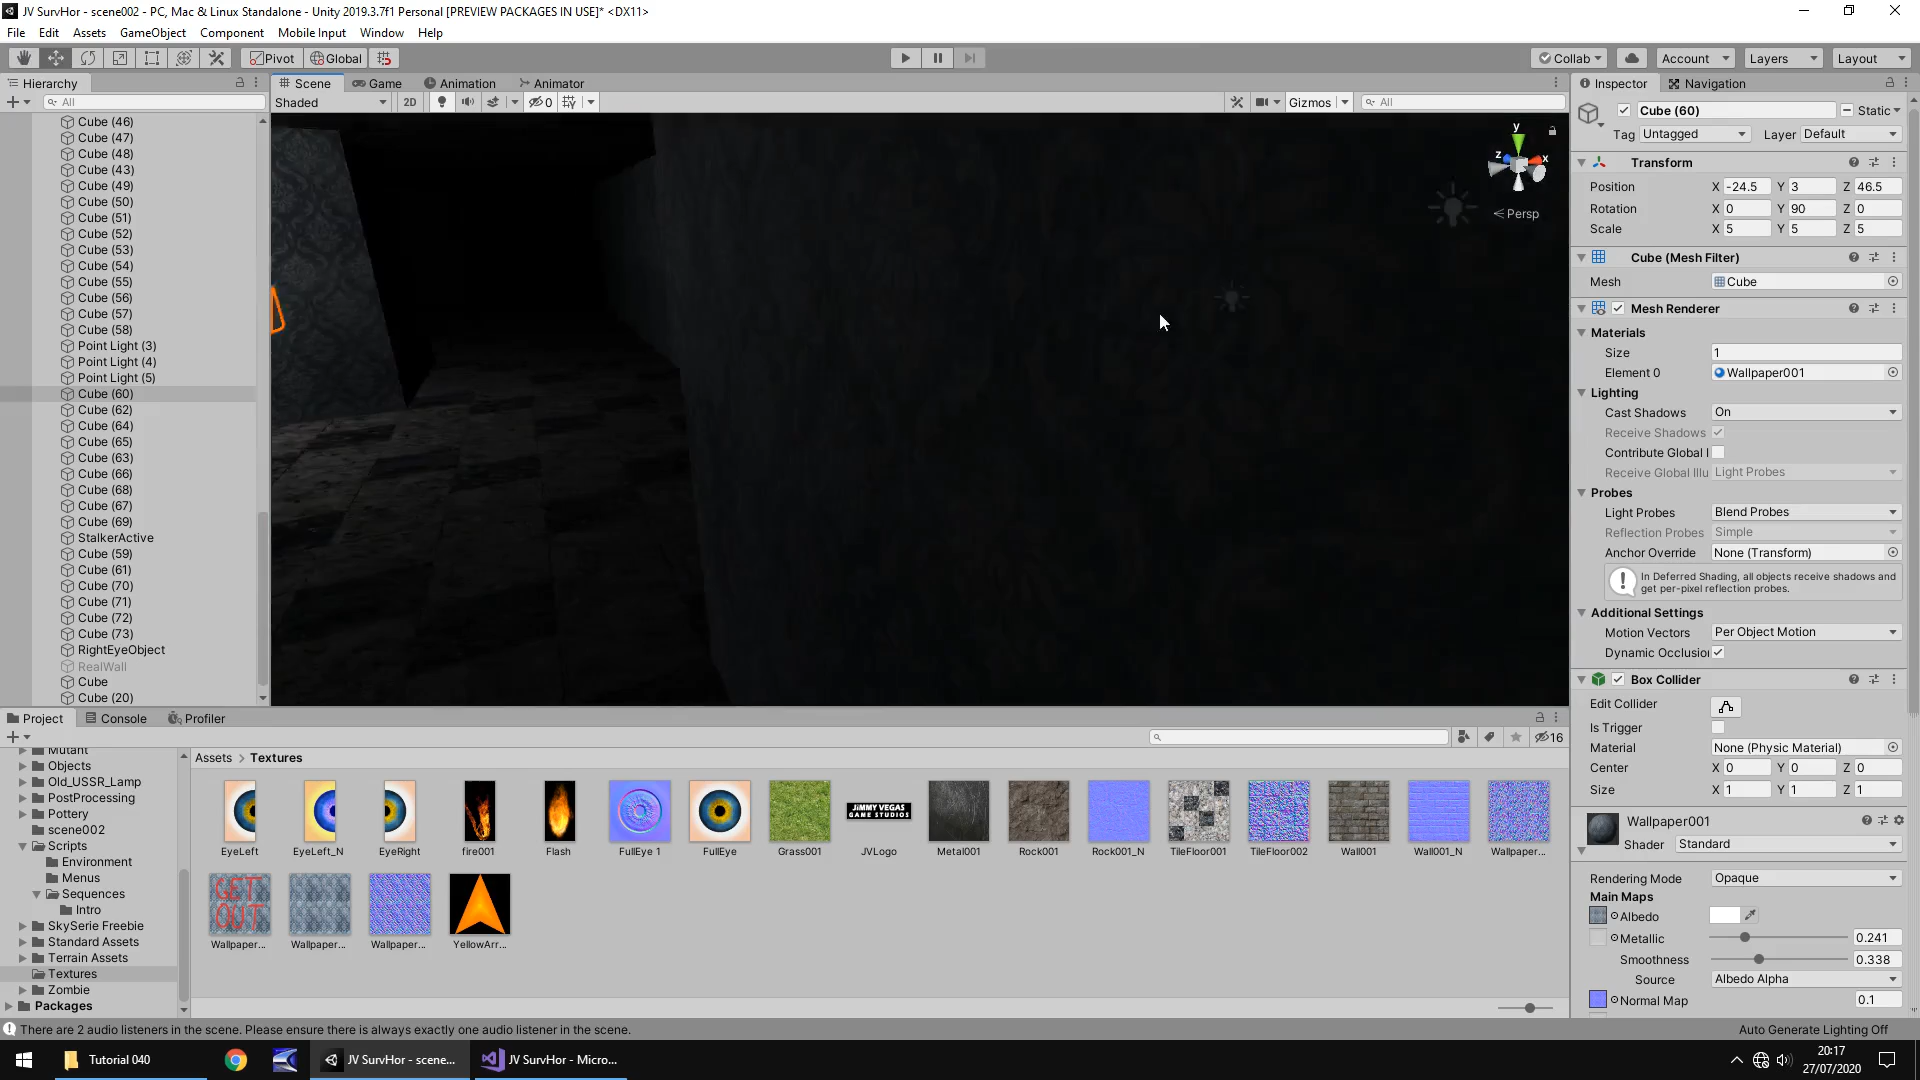 JV SurvHor - scene002 - PC, Mac & Linux Standalone - Unity 2019.3.7f1 Personal [PREVIEW PACKAGES IN USE]* <DX11>
File Edit Assets GameObject Component Mobile Input Window Help
Pivot Global Collab Account Layers Layout
Hierarchy
All
Cube (46)
Cube (47)
Cube (48)
Cube (43)
Cube (49)
Cube (50)
Cube (51)
Cube (52)
Cube (53)
Cube (54)
Cube (55)
Cube (56)
Cube (57)
Cube (58)
Point Light (3)
Point Light (4)
Point Light (5)
Cube (60)
Cube (62)
Cube (64)
Cube (65)
Cube (63)
Cube (66)
Cube (68)
Cube (67)
Cube (69)
StalkerActive
Cube (59)
Cube (61)
Cube (70)
Cube (71)
Cube (72)
Cube (73)
RightEyeObject
RealWall
Cube
Cube (20)
Scene Game Animation Animator
Shaded 2D 0 Gizmos All
y
z x
Persp
Inspector Navigation
Cube (60) Static
Tag Untagged Layer Default
Transform
Position X -24.5 Y 3 Z 46.5
Rotation X 0 Y 90 Z 0
Scale X 5 Y 5 Z 5
Cube (Mesh Filter)
Mesh Cube
Mesh Renderer
Materials
Size 1
Element 0 Wallpaper001
Lighting
Cast Shadows On
Receive Shadows
Contribute Global I
Receive Global Illu Light Probes
Probes
Light Probes Blend Probes
Reflection Probes Simple
Anchor Override None (Transform)
In Deferred Shading, all objects receive shadows and
get per-pixel reflection probes.
Additional Settings
Motion Vectors Per Object Motion
Dynamic Occlusion
Box Collider
Edit Collider
Is Trigger
Material None (Physic Material)
Center X 0 Y 0 Z 0
Size X 1 Y 1 Z 1
Wallpaper001
Shader Standard
Rendering Mode Opaque
Main Maps
Albedo
Metallic 0.241
Smoothness 0.338
Source Albedo Alpha
Normal Map 0.1
Project Console Profiler
16
Mutant
Objects
Old_USSR_Lamp
PostProcessing
Pottery
scene002
Scripts
Environment
Menus
Sequences
Intro
SkySerie Freebie
Standard Assets
Terrain Assets
Textures
Zombie
Packages
Assets > Textures
JIMMY VEGAS
GAME STUDIOS
EyeLeft EyeLeft_N EyeRight fire001 Flash FullEye 1 FullEye Grass001 JVLogo Metal001 Rock001 Rock001_N TileFloor001 TileFloor002 Wall001 Wall001_N Wallpaper...
GET
OUT
Wallpaper... Wallpaper... Wallpaper... YellowArr...
There are 2 audio listeners in the scene. Please ensure there is always exactly one audio listener in the scene.
Auto Generate Lighting Off
Tutorial 040
JV SurvHor - scene...
JV SurvHor - Micro...
20:17
27/07/2020